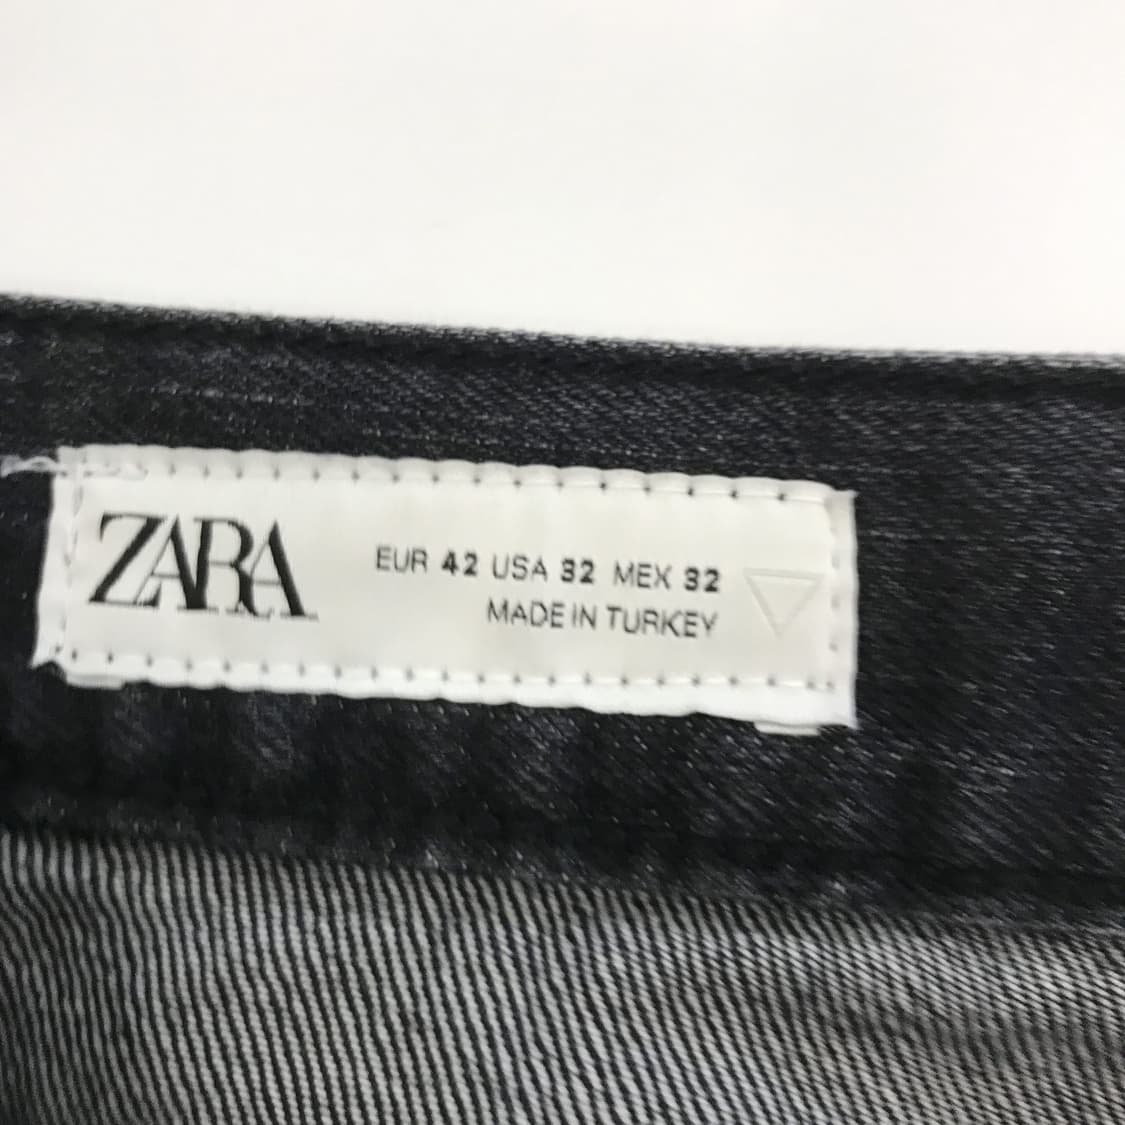 ZARA
EUR 42 USA 32 MEX 32
MADE IN TURKEY